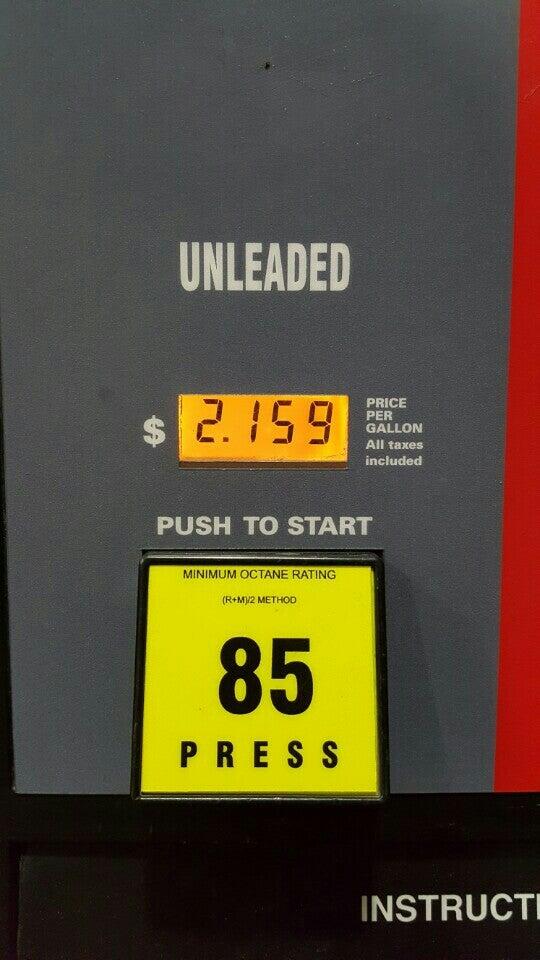 UNLEADED
$ 2.159
PRICE
PER
GALLON
All taxes
included
PUSH TO START
MINIMUM OCTANE RATING
(R+M)/2 METHOD
85
PRESS
INSTRUCTI